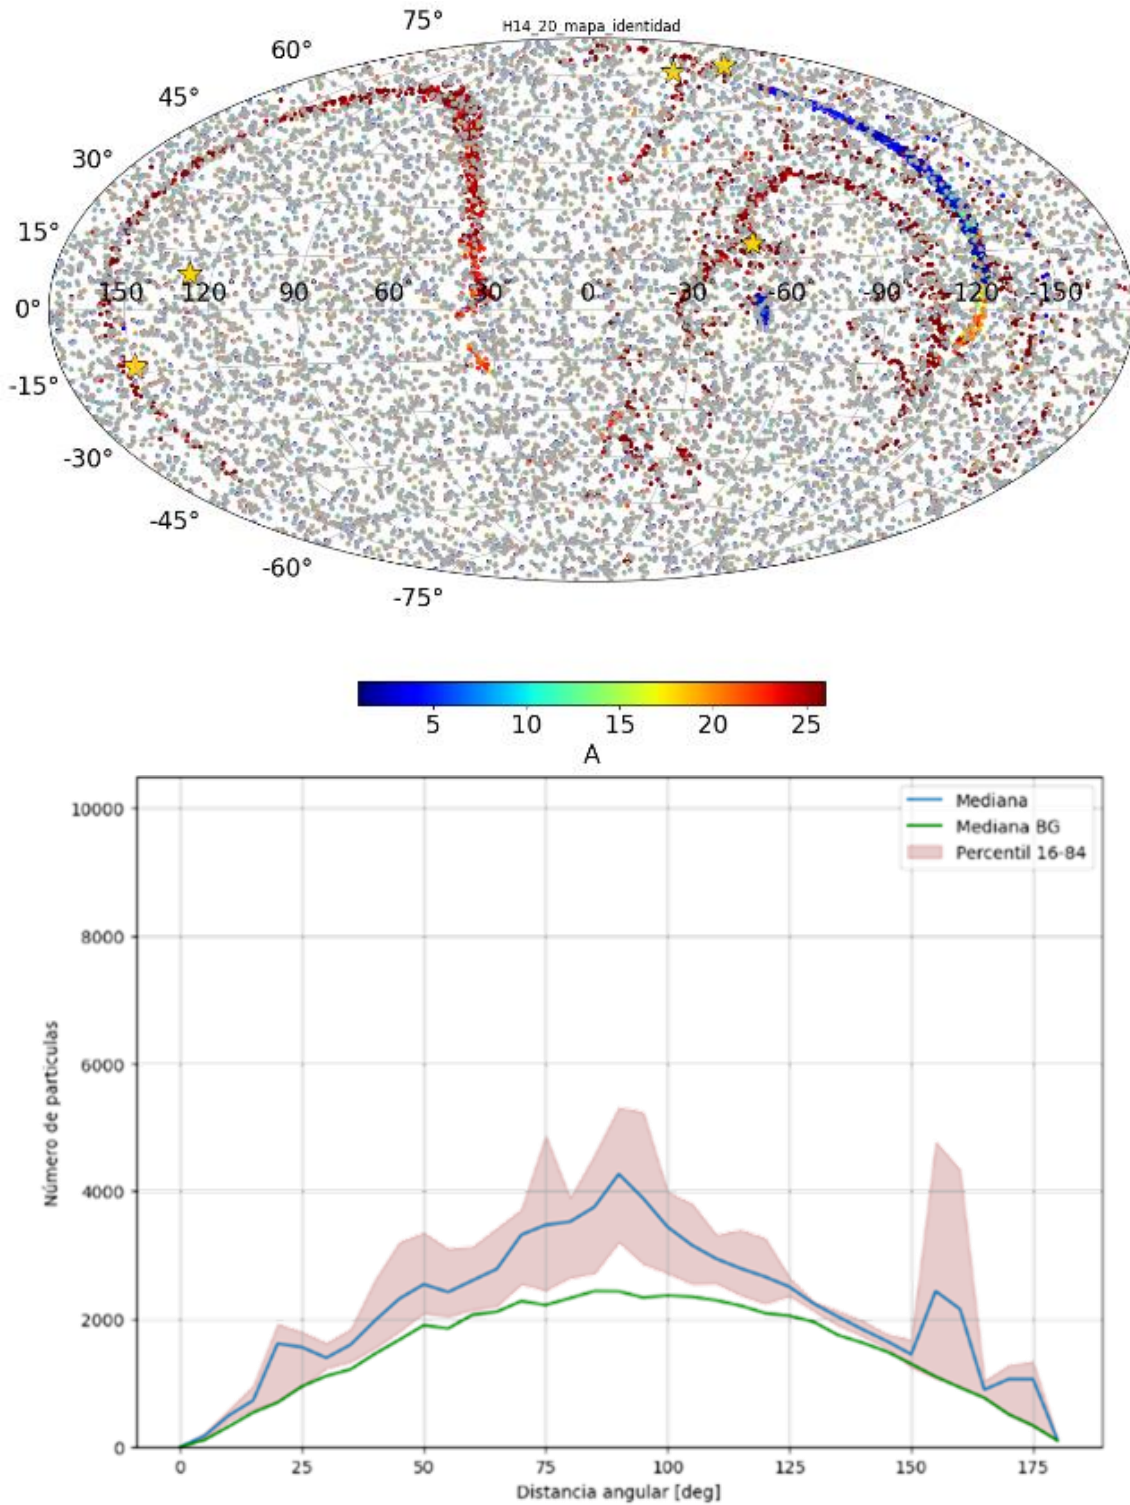 H14_20_mapa_identidad
75°
60°
45°
30°
15°
0°
-15°
-30°
-45°
-60°
-75°
150 120 90 60 30 0 -30 -60 -90 -120 -150
5 10 15 20 25
A
Mediana
Mediana BG
Percentil 16-84
10000
8000
6000
4000
2000
0
Número de particulas
0 25 50 75 100 125 150 175
Distancia angular [deg]